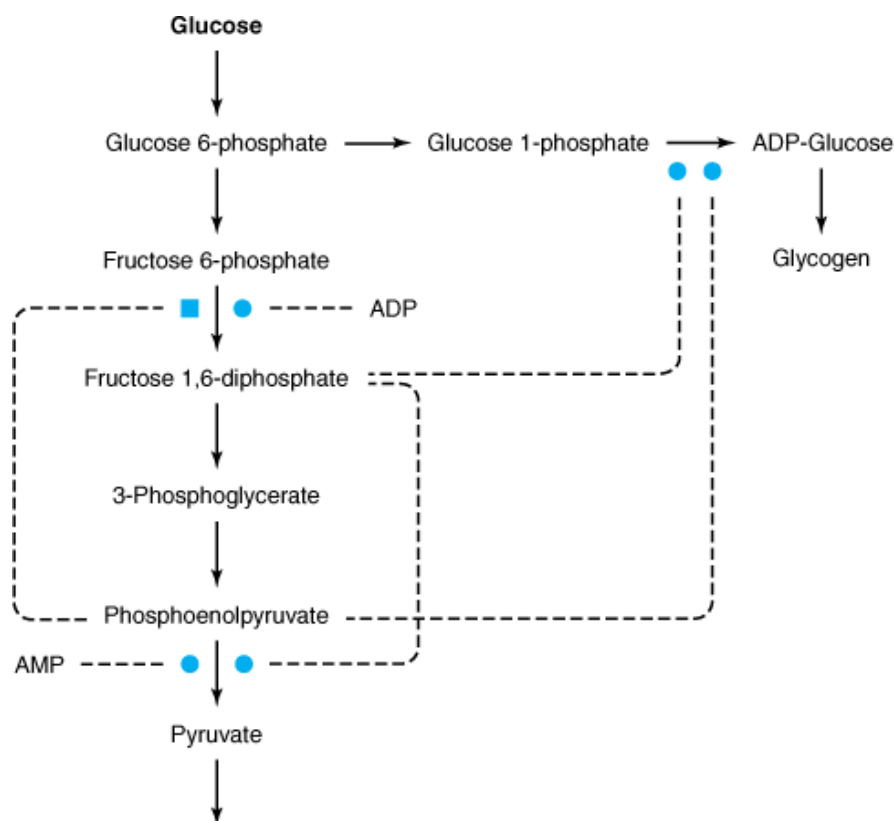 Glucose
Glucose 6-phosphate
Glucose 1-phosphate
ADP-Glucose
Fructose 6-phosphate
Glycogen
ADP
Fructose 1,6-diphosphate
3-Phosphoglycerate
Phosphoenolpyruvate
AMP
Pyruvate